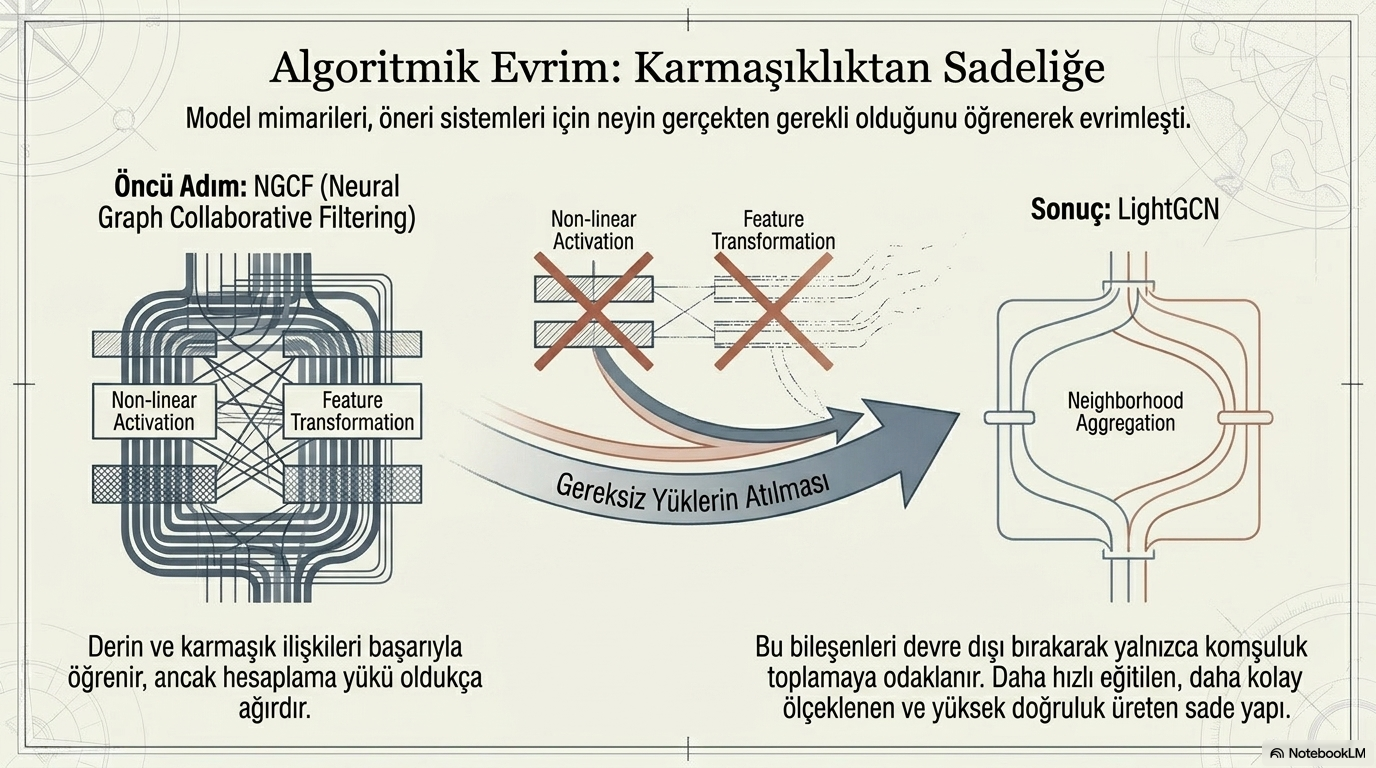 Algoritmik Evrim: Karmaşıklıktan Sadeliğe
Model mimarileri, öneri sistemleri için neyin gerçekten gerekli olduğunu öğrenerek evrimleşti.
Öncü Adım: NGCF (Neural
Graph Collaborative Filtering)
Non-linear
Activation
Feature
Transformation
Derin ve karmaşık ilişkileri başarıyla
öğrenir, ancak hesaplama yükü oldukça
ağırdır.
Non-linear
Activation
Feature
Transformation
Gereksiz Yüklerin Atılması
Sonuç: LightGCN
Neighborhood
Aggregation
Bu bileşenleri devre dışı bırakarak yalnızca komşuluk
toplamaya odaklanır. Daha hızlı eğitilen, daha kolay
ölçeklenen ve yüksek doğruluk üreten sade yapı.
NotebookLM